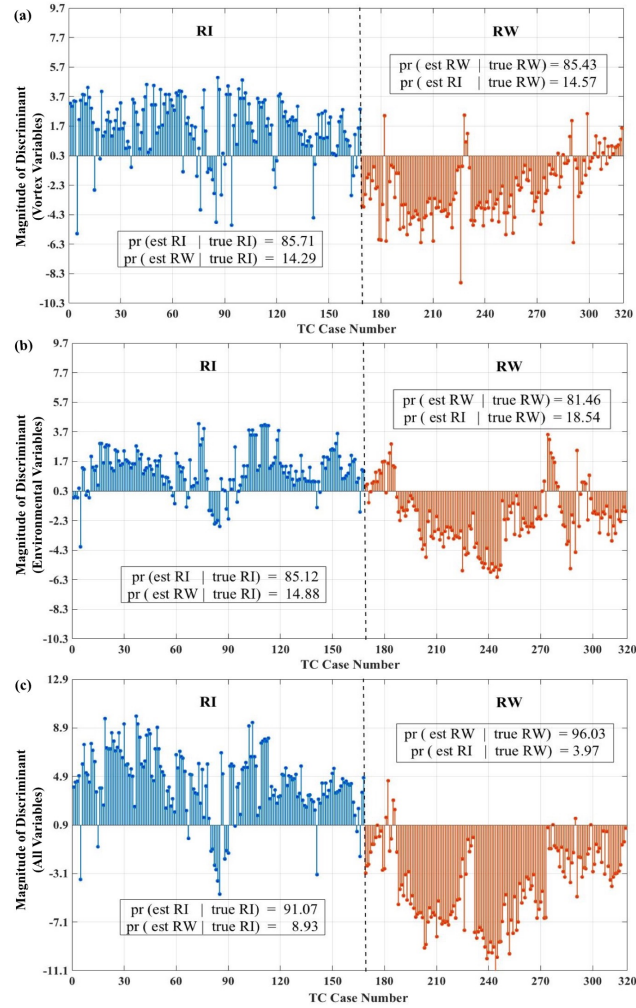 (a)
9.7
7.7
5.7
3.7
1.7
0.3
-2.3
-4.3
-6.3
-8.3
-10.3
Magnitude of Discriminant
(Vortex Variables)
RI
RW
pr ( est RW | true RW) = 85.43
pr ( est RI | true RW) = 14.57
pr (est RI | true RI) = 85.71
pr ( est RW | true RI) = 14.29
0 30 60 90 120 150 180 210 240 270 300 320
TC Case Number
(b)
9.7
7.7
5.7
3.7
1.7
0.3
-2.3
-4.3
-6.3
-8.3
-10.3
Magnitude of Discriminant
(Environmental Variables)
RI
RW
pr ( est RW | true RW) = 81.46
pr ( est RI | true RW) = 18.54
pr (est RI | true RI) = 85.12
pr ( est RW | true RI) = 14.88
0 30 60 90 120 150 180 210 240 270 300 320
TC Case Number
(c)
12.9
8.9
4.9
0.9
-3.1
-7.1
-11.1
Magnitude of Discriminant
(All Variables)
RI
RW
pr ( est RW | true RW) = 96.03
pr ( est RI | true RW) = 3.97
pr (est RI | true RI) = 91.07
pr ( est RW | true RI) = 8.93
0 30 60 90 120 150 180 210 240 270 300 320
TC Case Number